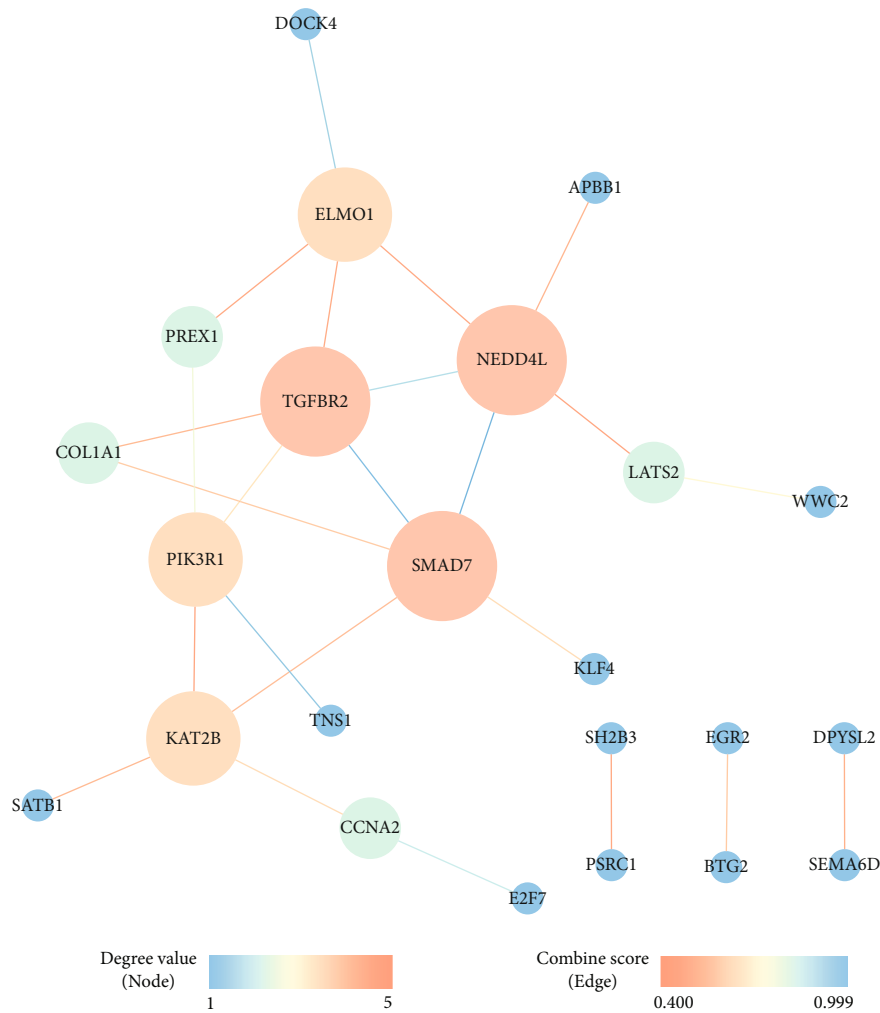 DOCK4
APBB1
ELMO1
PREX1
NEDD4L
TGFBR2
COL1A1
LATS2
WWC2
PIK3R1
SMAD7
KLF4
TNS1
KAT2B
SH2B3
EGR2
DPYSL2
SATB1
CCNA2
PSRC1
BTG2
SEMA6D
E2F7
Degree value
(Node)
1
5
Combine score
(Edge)
0.400
0.999